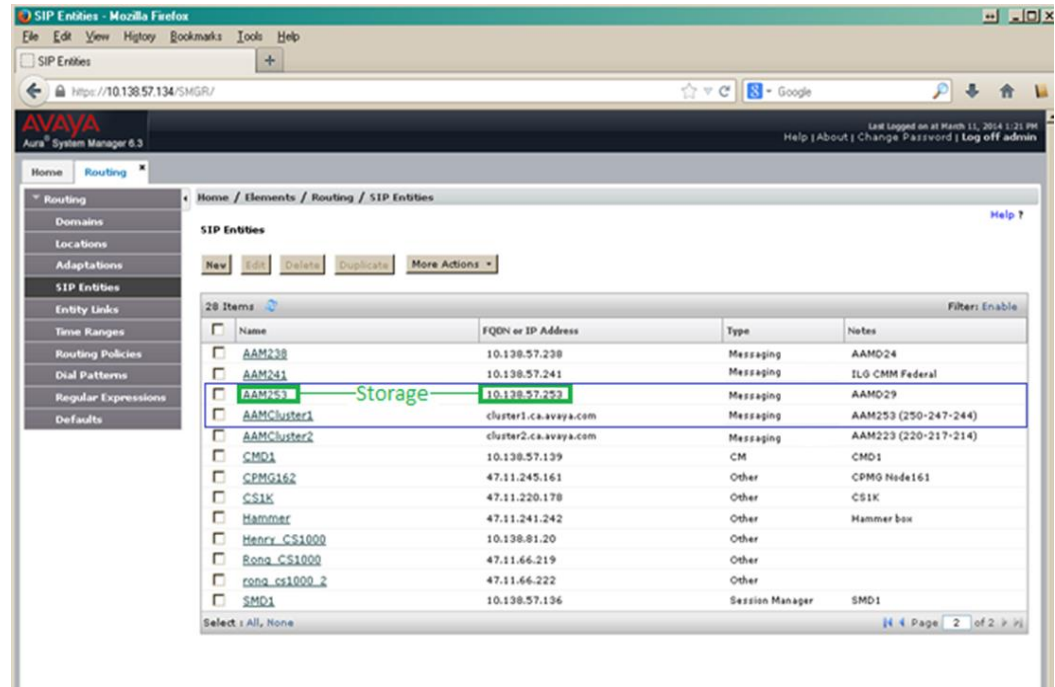 SIP Entities - Mozilla Firefox
File Edit View History Bookmarks Tools Help
SIP Entities +
https://10.138.57.134/SMGR/ Google
AVAYA
Last Logged on at March 11, 2014 1:21 PM
Aura® System Manager 6.3
Help | About | Change Password | Log off admin
Home Routing ×
Routing
Domains
Locations
Adaptations
SIP Entities
Entity Links
Time Ranges
Routing Policies
Dial Patterns
Regular Expressions
Defaults
Home / Elements / Routing / SIP Entities
Help ?
SIP Entities
New Edit Delete Duplicate More Actions
28 Items Filter: Enable
Name FQDN or IP Address Type Notes
AAM238 10.138.57.238 Messaging AAMD24
AAM241 10.138.57.241 Messaging ILG CMM Federal
AAM253 Storage 10.138.57.253 Messaging AAMD29
AAMCluster1 cluster1.ca.avaya.com Messaging AAM253 (250-247-244)
AAMCluster2 cluster2.ca.avaya.com Messaging AAM223 (220-217-214)
CMD1 10.138.57.139 CM CMD1
CPMG162 47.11.245.161 Other CPMG Node161
CS1K 47.11.220.178 Other CS1K
Hammer 47.11.241.242 Other Hammer box
Henry_CS1000 10.138.81.20 Other
Rong_CS1000 47.11.66.219 Other
rong_cs1000_2 47.11.66.222 Other
SMD1 10.138.57.136 Session Manager SMD1
Select : All, None Page 2 of 2